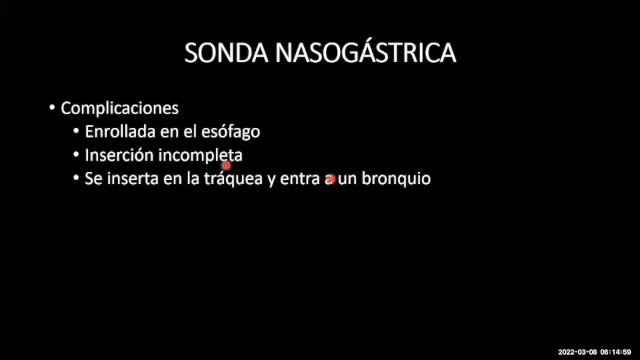 SONDA NASOGÁSTRICA
• Complicaciones
• Enrollada en el esófago
• Inserción incompleta
• Se inserta en la tráquea y entra a un bronquio
2022-03-08 08:14:59